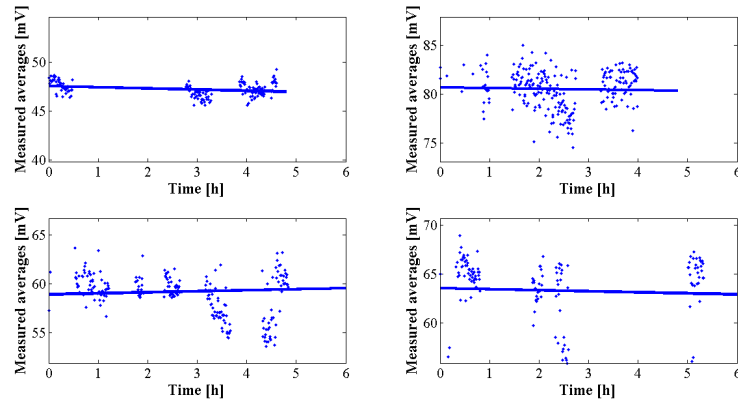 Measured averages [mV]
50
45
40
0 1 2 3 4 5 6
Time [h]
Measured averages [mV]
85
80
75
0 1 2 3 4 5 6
Time [h]
Measured averages [mV]
65
60
55
0 1 2 3 4 5 6
Time [h]
Measured averages [mV]
70
65
60
0 1 2 3 4 5 6
Time [h]